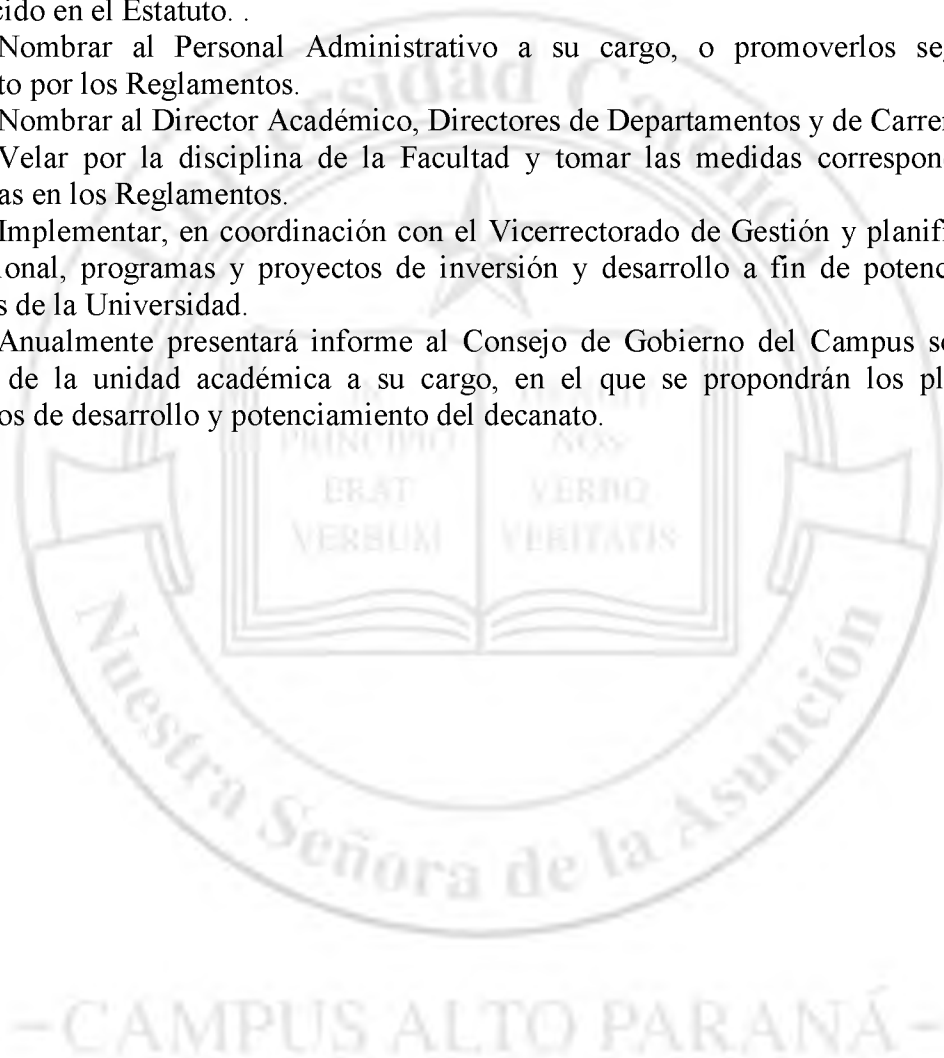 cido en el Estatuto. .
Nombrar al Personal Administrativo a su cargo, o promoverlos se
to por los Reglamentos.
Nombrar al Director Académico, Directores de Departamentos y de Carre
Velar por la disciplina de la Facultad y tomar las medidas correspon
as en los Reglamentos.
Implementar, en coordinación con el Vicerrectorado de Gestión y planif
ional, programas y proyectos de inversión y desarrollo a fin de potenc
s de la Universidad.
Anualmente presentará informe al Consejo de Gobierno del Campus s
de la unidad académica a su cargo, en el que se propondrán los pl
os de desarrollo y potenciamiento del decanato.
PRINCIPIO
ERAT
VERBUM
NOS
VERBO
VERITATIS
Nuestra Señora de la Asunción
- CAMPUS ALTO PARANÁ -